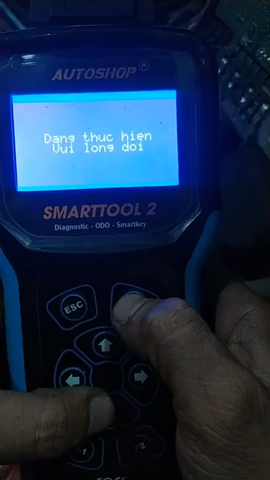 AUTOSHOP ®
Dang thuc hien
Vui long doi
SMARTTOOL 2
Diagnostic - ODO - Smartkey
ESC